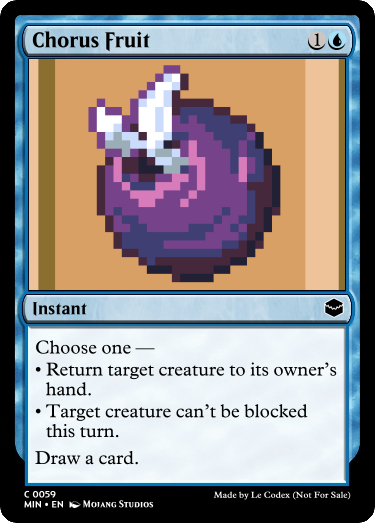 Chorus Fruit 1
Instant
Choose one —
• Return target creature to its owner's
hand.
• Target creature can't be blocked
this turn.
Draw a card.
C 0059
MIN • EN Mojang Studios
Made by Le Codex (Not For Sale)